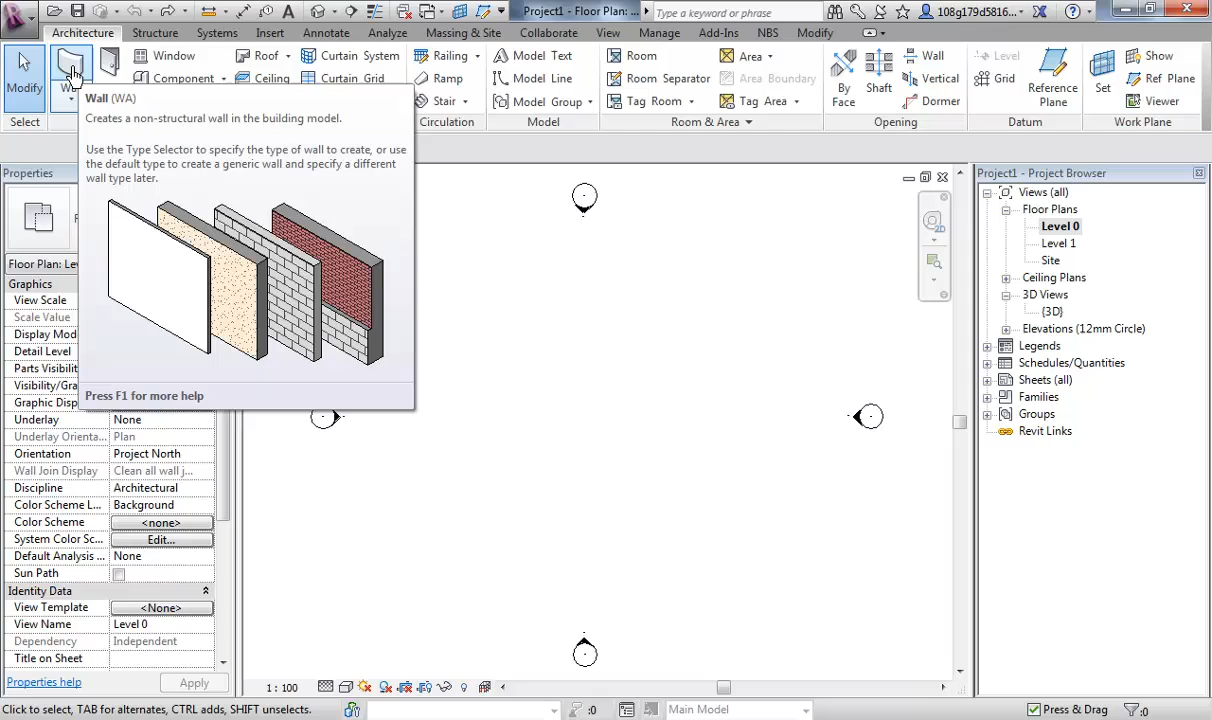 Project1 - Floor Plan: ...
Type a keyword or phrase
108g179d5816...
Architecture
Structure
Systems
Insert
Annotate
Analyze
Massing & Site
Collaborate
View
Manage
Add-Ins
NBS
Modify
Modify
Select
Window
Component
Roof
Ceiling
Curtain System
Curtain Grid
Railing
Ramp
Stair
Circulation
Model Text
Model Line
Model Group
Model
Room
Room Separator
Tag Room
Area
Area Boundary
Tag Area
Room & Area
By
Face
Shaft
Wall
Vertical
Dormer
Opening
Level
Grid
Reference
Plane
Datum
Set
Show
Ref Plane
Viewer
Work Plane
Wall (WA)
Creates a non-structural wall in the building model.
Use the Type Selector to specify the type of wall to create, or use
the default type to create a generic wall and specify a different
wall type later.
Press F1 for more help
Properties
Floor Plan: Le
Graphics
View Scale
Scale Value
Display Mod
Detail Level
Parts Visibility
Visibility/Gra
Graphic Disp
Underlay None
Underlay Orienta... Plan
Orientation Project North
Wall Join Display Clean all wall j...
Discipline Architectural
Color Scheme L... Background
Color Scheme <none>
System Color Sc... Edit...
Default Analysis ... None
Sun Path
Identity Data
View Template <None>
View Name Level 0
Dependency Independent
Title on Sheet
Properties help
Apply
2D
Project1 - Project Browser
Views (all)
Floor Plans
Level 0
Level 1
Site
Ceiling Plans
3D Views
{3D}
Elevations (12mm Circle)
Legends
Schedules/Quantities
Sheets (all)
Families
Groups
Revit Links
1 : 100
Click to select, TAB for alternates, CTRL adds, SHIFT unselects.
:0
Main Model
Press & Drag
:0